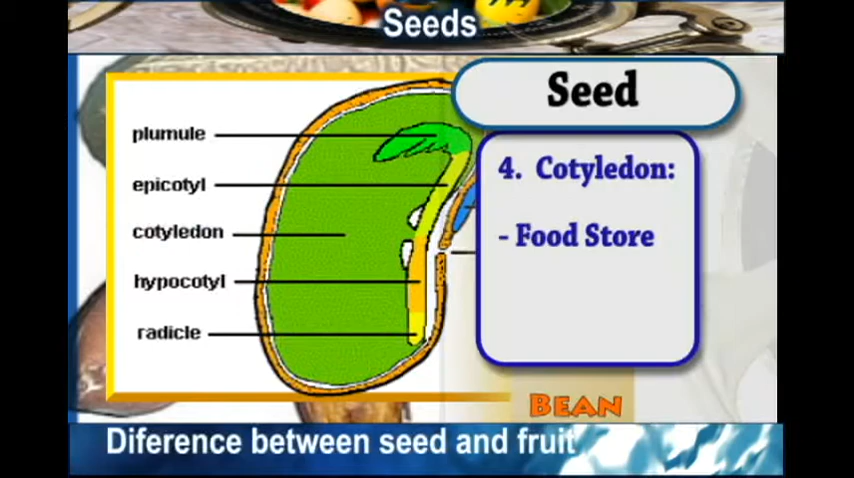 Seeds
Seed
plumule
epicotyl
cotyledon
hypocotyl
radicle
4. Cotyledon:
- Food Store
BEAN
Diference between seed and fruit